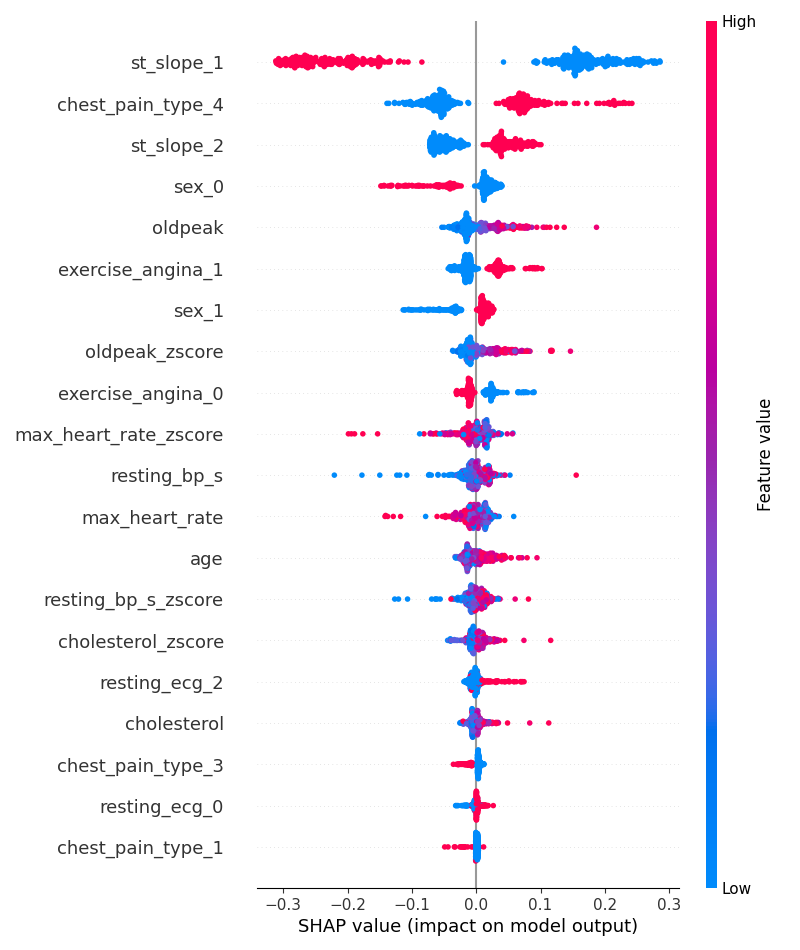 High
st_slope_1
chest_pain_type_4
st_slope_2
sex_0
oldpeak
exercise_angina_1
sex_1
oldpeak_zscore
exercise_angina_0
max_heart_rate_zscore
resting_bp_s
max_heart_rate
age
resting_bp_s_zscore
cholesterol_zscore
resting_ecg_2
cholesterol
chest_pain_type_3
resting_ecg_0
chest_pain_type_1
Feature value
Low
−0.3 −0.2 −0.1 0.0 0.1 0.2 0.3
SHAP value (impact on model output)